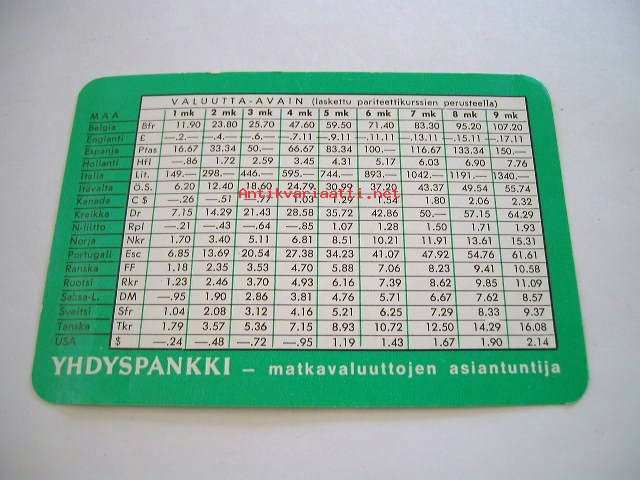 VALUUTTA-AVAIN (laskettu pariteettikurssien perusteella)
MAA 1 mk 2 mk 3 mk 4 mk 5 mk 6 mk 7 mk 8 mk 9 mk
Belgia Bfr 11.90 23.80 25.70 47.60 59.50 71.40 83.30 95.20 107.20
Englanti £ —.2.— —.4.— —.6.— —.7.11 —.9.11 —.11.11 —.13.11 —.15.11 —.17.11
Espanja Ptas 16.67 33.34 50.— 66.67 83.34 100.— 116.67 133.34 150.—
Hollanti Hfl —.86 1.72 2.59 3.45 4.31 5.17 6.03 6.90 7.76
Italia Lit. 149.— 298.— 446.— 595.— 744.— 893.— 1042.— 1191.— 1340.—
Itävalta Ö.S. 6.20 12.40 18.60 24.79 30.99 37.20 43.37 49.54 55.74
Antikvariaatti.net
Kanada C $ —.26 —.51 1.03 1.29 1.54 1.80 2.06 2.32
Kreikka Dr 7.15 14.29 21.43 28.58 35.72 42.86 50.— 57.15 64.29
N-liitto Rpl —.21 —.43 —.64 —.85 1.07 1.28 1.50 1.71 1.93
Norja Nkr 1.70 3.40 5.11 6.81 8.51 10.21 11.91 13.61 15.31
Portugali Esc 6.85 13.69 20.54 27.38 34.23 41.07 47.92 54.76 61.61
Ranska FF 1.18 2.35 3.53 4.70 5.88 7.06 8.23 9.41 10.58
Ruotsi Rkr 1.23 2.46 3.70 4.93 6.16 7.39 8.62 9.85 11.09
Saksa-L. DM —.95 1.90 2.86 3.81 4.76 5.71 6.67 7.62 8.57
Sveitsi Sfr 1.04 2.08 3.12 4.16 5.21 6.25 7.29 8.33 9.37
Tanska Tkr 1.79 3.57 5.36 7.15 8.93 10.72 12.50 14.29 16.08
USA $ —.24 —.48 —.72 —.95 1.19 1.43 1.67 1.90 2.14
YHDYSPANKKI — matkavaluuttojen asiantuntija